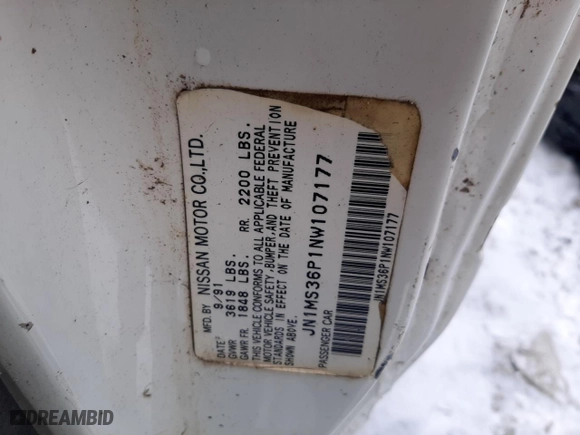 MFD.BY NISSAN MOTOR CO.,LTD.
DATE: 9/91
GVWR 3619 LBS.
GAWR FR. 1848 LBS. RR. 2200 LBS.
THIS VEHICLE CONFORMS TO ALL APPLICABLE FEDERAL
MOTOR VEHICLE SAFETY, BUMPER, AND THEFT PREVENTION
STANDARDS IN EFFECT ON THE DATE OF MANUFACTURE
SHOWN ABOVE.
JN1MS36P1NW107177
PASSENGER CAR
JN1MS36P1NW107177
DREAMBID